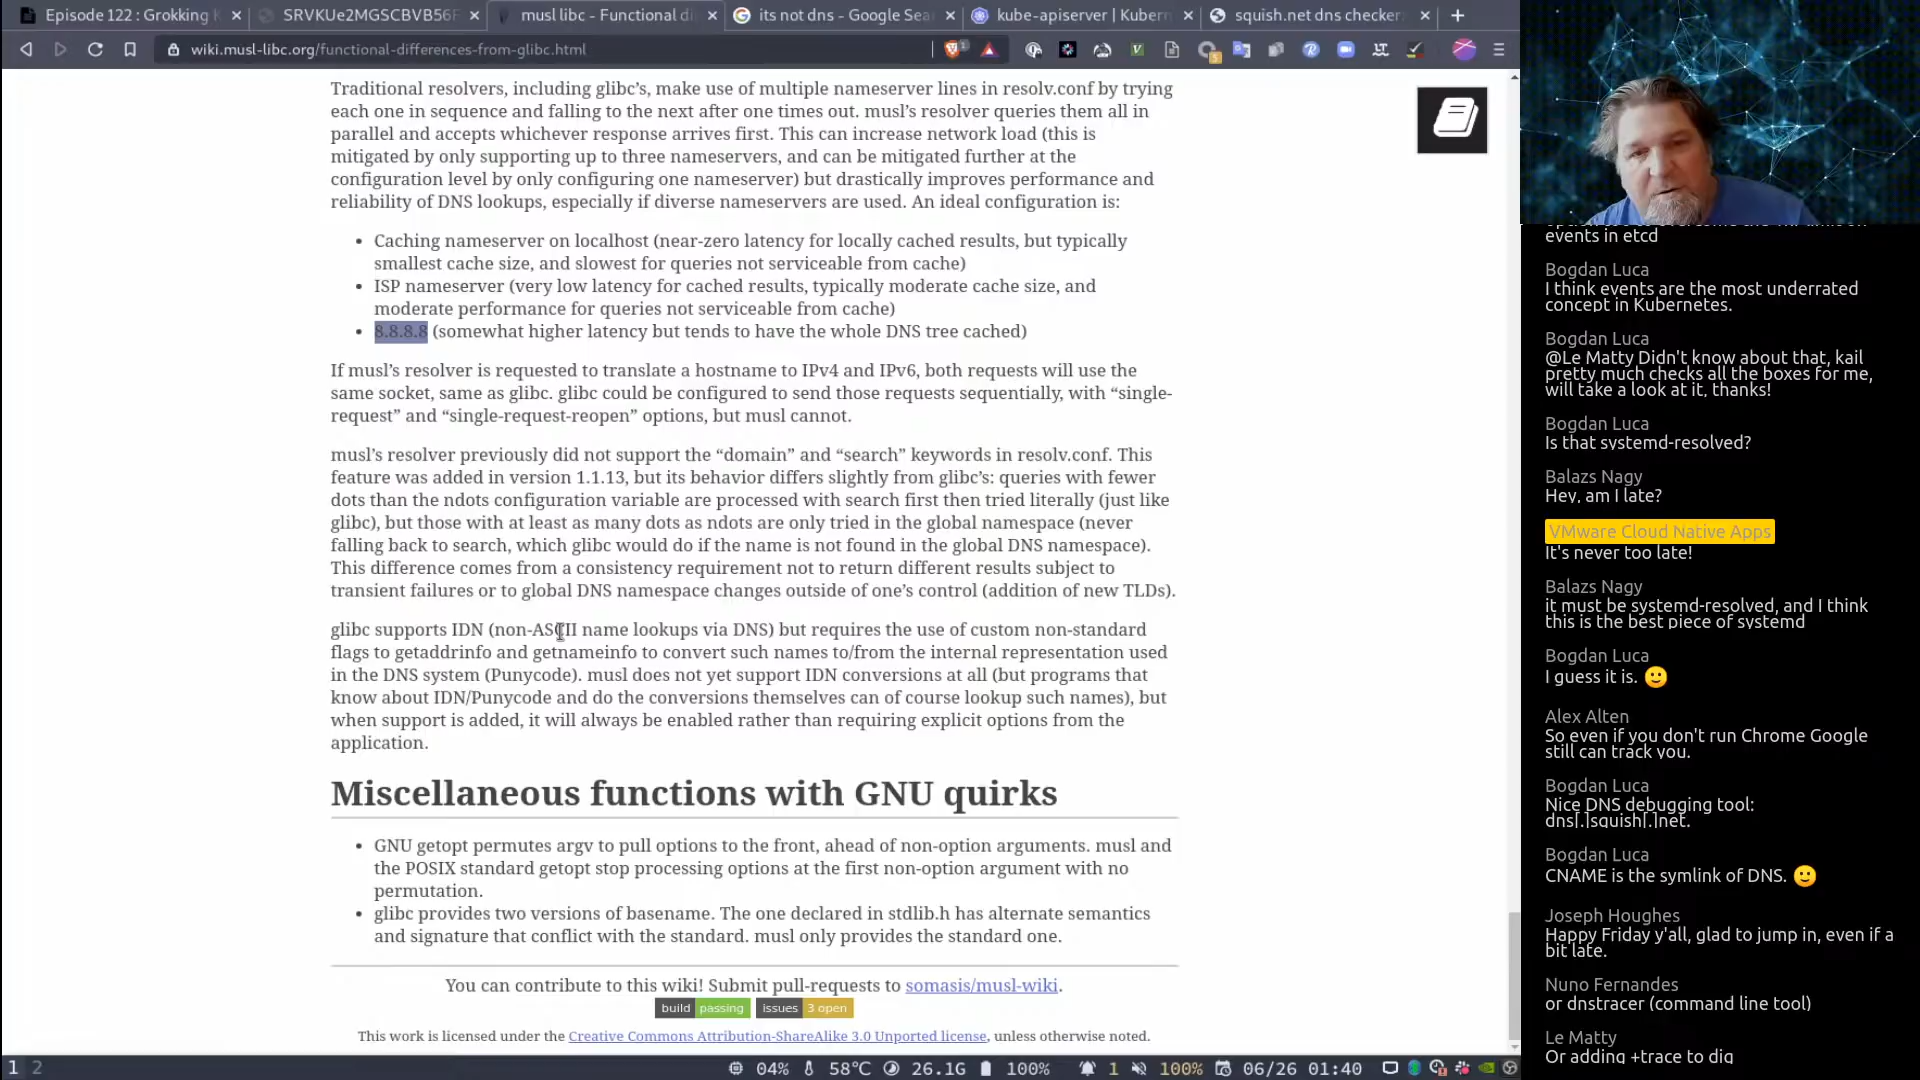 Episode 122 : Grokking K
SRVKUe2MGSCBVB56F
musl libc - Functional di
its not dns - Google Sea
kube-apiserver | Kubern
squish.net dns checker
wiki.musl-libc.org/functional-differences-from-glibc.html
Traditional resolvers, including glibc’s, make use of multiple nameserver lines in resolv.conf by trying
each one in sequence and falling to the next after one times out. musl’s resolver queries them all in
parallel and accepts whichever response arrives first. This can increase network load (this is
mitigated by only supporting up to three nameservers, and can be mitigated further at the
configuration level by only configuring one nameserver) but drastically improves performance and
reliability of DNS lookups, especially if diverse nameservers are used. An ideal configuration is:
• Caching nameserver on localhost (near-zero latency for locally cached results, but typically
smallest cache size, and slowest for queries not serviceable from cache)
• ISP nameserver (very low latency for cached results, typically moderate cache size, and
moderate performance for queries not serviceable from cache)
• 8.8.8.8 (somewhat higher latency but tends to have the whole DNS tree cached)
If musl’s resolver is requested to translate a hostname to IPv4 and IPv6, both requests will use the
same socket, same as glibc. glibc could be configured to send those requests sequentially, with “single-
request” and “single-request-reopen” options, but musl cannot.
musl’s resolver previously did not support the “domain” and “search” keywords in resolv.conf. This
feature was added in version 1.1.13, but its behavior differs slightly from glibc’s: queries with fewer
dots than the ndots configuration variable are processed with search first then tried literally (just like
glibc), but those with at least as many dots as ndots are only tried in the global namespace (never
falling back to search, which glibc would do if the name is not found in the global DNS namespace).
This difference comes from a consistency requirement not to return different results subject to
transient failures or to global DNS namespace changes outside of one’s control (addition of new TLDs).
glibc supports IDN (non-ASCII name lookups via DNS) but requires the use of custom non-standard
flags to getaddrinfo and getnameinfo to convert such names to/from the internal representation used
in the DNS system (Punycode). musl does not yet support IDN conversions at all (but programs that
know about IDN/Punycode and do the conversions themselves can of course lookup such names), but
when support is added, it will always be enabled rather than requiring explicit options from the
application.
Miscellaneous functions with GNU quirks
• GNU getopt permutes argv to pull options to the front, ahead of non-option arguments. musl and
the POSIX standard getopt stop processing options at the first non-option argument with no
permutation.
• glibc provides two versions of basename. The one declared in stdlib.h has alternate semantics
and signature that conflict with the standard. musl only provides the standard one.
You can contribute to this wiki! Submit pull-requests to somasis/musl-wiki.
build passing issues 3 open
This work is licensed under the Creative Commons Attribution-ShareAlike 3.0 Unported license, unless otherwise noted.
1 2
04% 58°C 26.1G 100% 1 100% 06/26 01:40
events in etcd
Bogdan Luca
I think events are the most underrated
concept in Kubernetes.
Bogdan Luca
@Le Matty Didn't know about that, kail
pretty much checks all the boxes for me,
will take a look at it, thanks!
Bogdan Luca
Is that systemd-resolved?
Balazs Nagy
Hey, am I late?
VMware Cloud Native Apps
It's never too late!
Balazs Nagy
it must be systemd-resolved, and I think
this is the best piece of systemd
Bogdan Luca
I guess it is. 🙂
Alex Alten
So even if you don't run Chrome Google
still can track you.
Bogdan Luca
Nice DNS debugging tool:
dns[.]squish[.]net.
Bogdan Luca
CNAME is the symlink of DNS. 🙂
Joseph Houghes
Happy Friday y'all, glad to jump in, even if a
bit late.
Nuno Fernandes
or dnstracer (command line tool)
Le Matty
Or adding +trace to dig